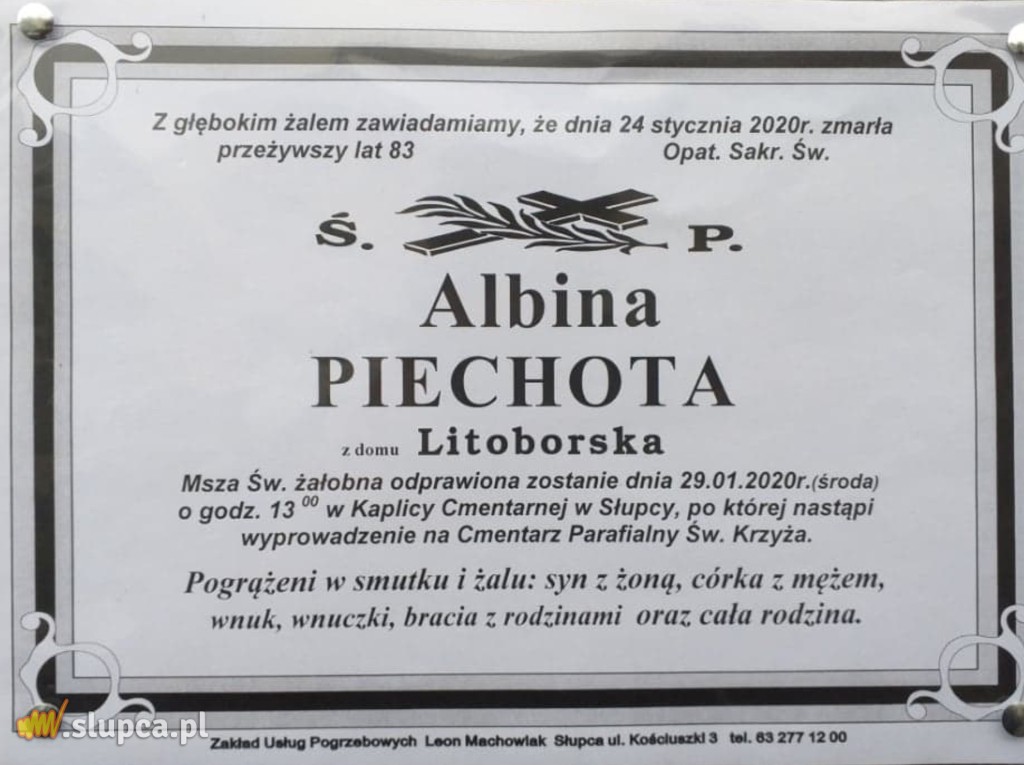 Z głębokim żalem zawiadamiamy, że dnia 24 stycznia 2020r. zmarła
przeżywszy lat 83 Opat. Sakr. Św.
Ś. P.
Albina
PIECHOTA
z domu Litoborska
Msza Św. żałobna odprawiona zostanie dnia 29.01.2020r.(środa)
o godz. 13 00 w Kaplicy Cmentarnej w Słupcy, po której nastąpi
wyprowadzenie na Cmentarz Parafialny Św. Krzyża.
Pogrążeni w smutku i żalu: syn z żoną, córka z mężem,
wnuk, wnuczki, bracia z rodzinami oraz cała rodzina.
.slupca.pl
Zakład Usług Pogrzebowych Leon Machowiak Słupca ul. Kościuszki 3 tel. 63 277 12 00